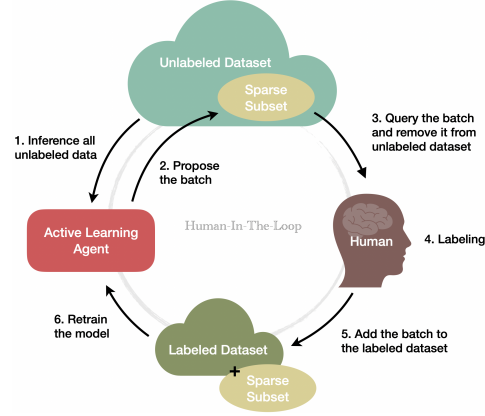 Unlabeled Dataset
Sparse
Subset
1. Inference all
unlabeled data
2. Propose
the batch
3. Query the batch
and remove it from
unlabeled dataset
Active Learning
Agent
Human-In-The-Loop
Human
4. Labeling
6. Retrain
the model
Labeled Dataset
+
Sparse
Subset
5. Add the batch to
the labeled dataset